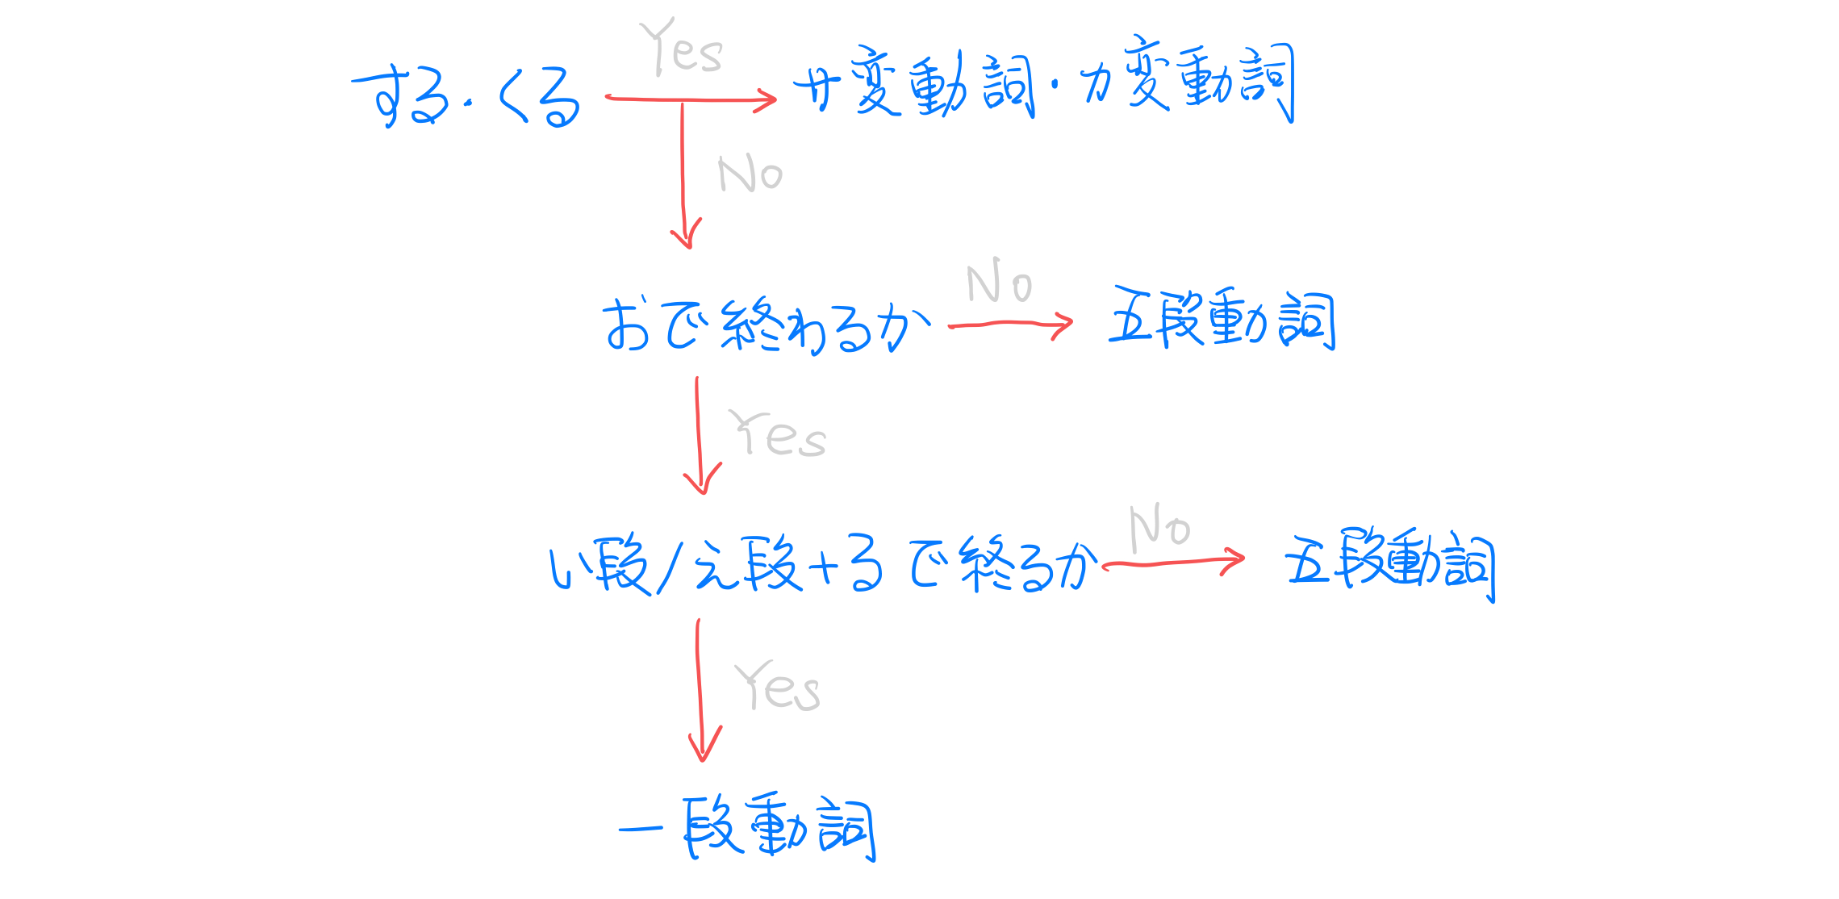 Yes
する・くる サ変動詞・カ変動詞
No
No
おで終わるか 五段動詞
Yes
No
い段/え段+るで終るか 五段動詞
Yes
一段動詞